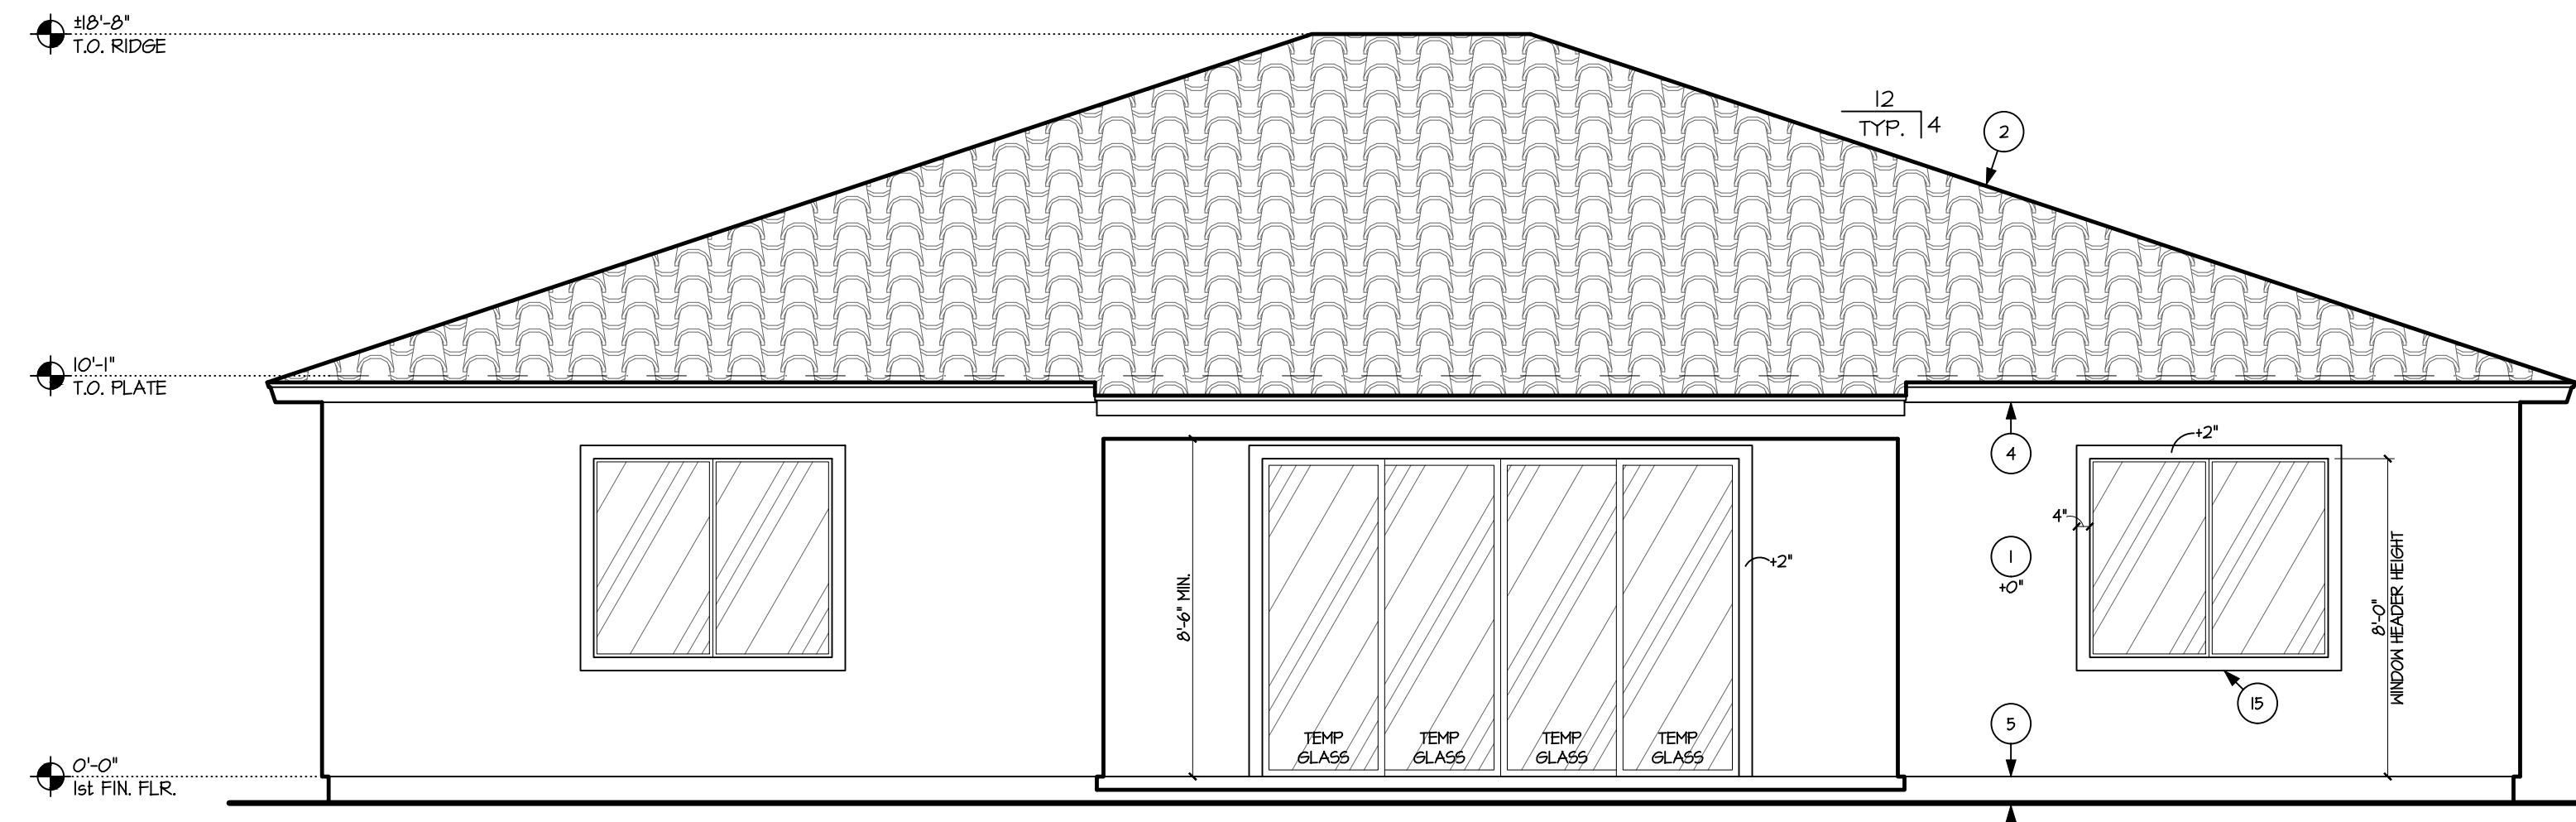 ±18'-8"
T.O. RIDGE
12
TYP.
4
2
10'-1"
T.O. PLATE
+2"
4
4"
+2"
1
+0"
8'-6" MIN.
8'-0"
WINDOW HEADER HEIGHT
15
5
TEMP
GLASS
TEMP
GLASS
TEMP
GLASS
TEMP
GLASS
0'-0"
1st FIN. FLR.